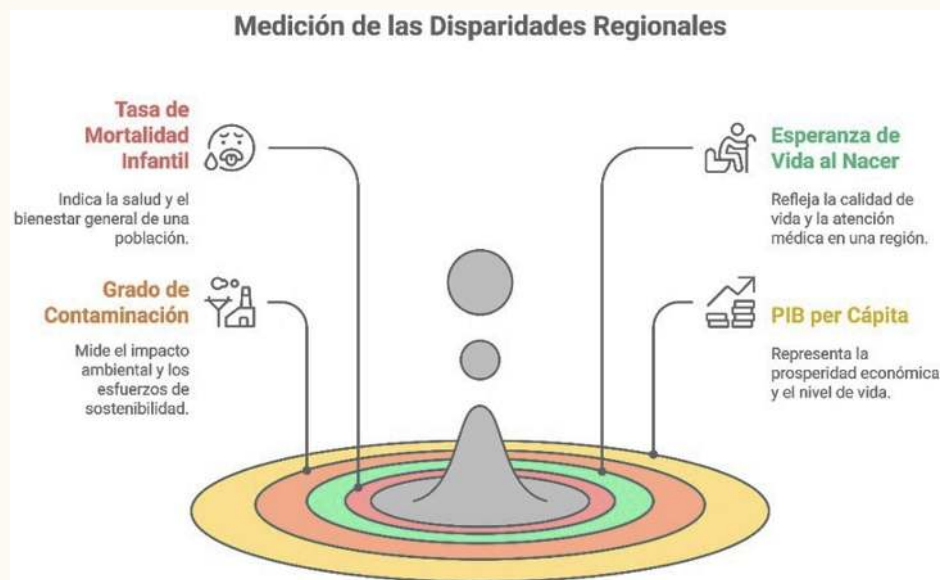 Medición de las Disparidades Regionales
Tasa de
Mortalidad
Infantil
Indica la salud y el
bienestar general de una
población.
Grado de
Contaminación
Mide el impacto
ambiental y los
esfuerzos de
sostenibilidad.
Esperanza de
Vida al Nacer
Refleja la calidad de
vida y la atención
médica en una región.
PIB per Cápita
Representa la
prosperidad económica
y el nivel de vida.